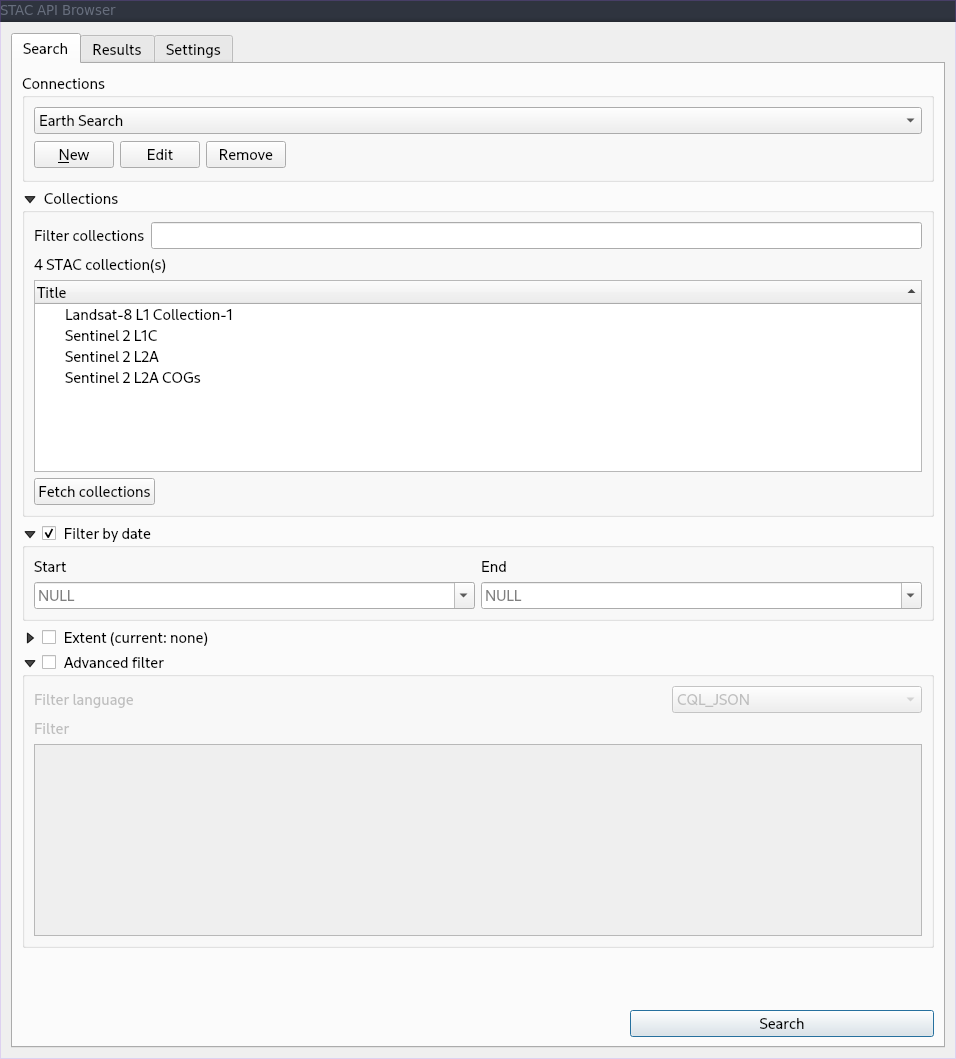 STAC API Browser
Search Results Settings
Connections
Earth Search
New Edit Remove
Collections
Filter collections
4 STAC collection(s)
Title
Landsat-8 L1 Collection-1
Sentinel 2 L1C
Sentinel 2 L2A
Sentinel 2 L2A COGs
Fetch collections
Filter by date
Start End
NULL NULL
Extent (current: none)
Advanced filter
Filter language CQL_JSON
Filter
Search